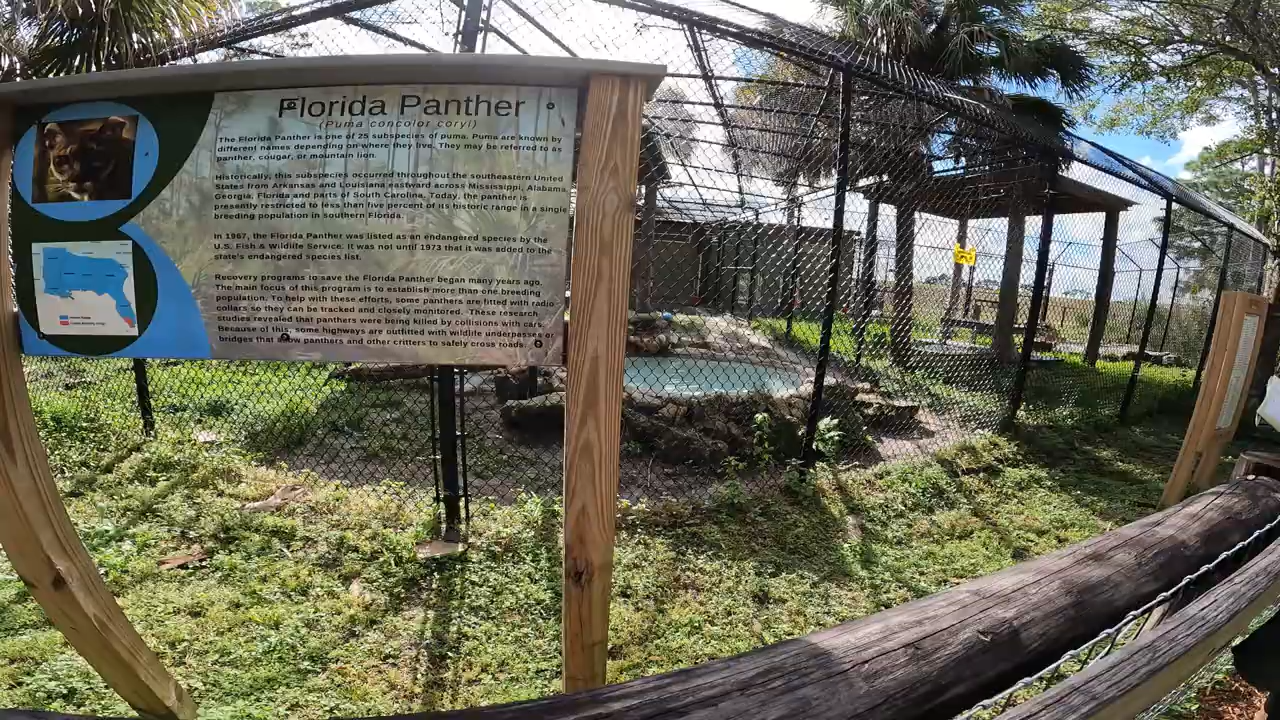 Florida Panther
(Puma concolor coryi)
The Florida Panther is one of 25 subspecies of puma. Puma are known by
different names depending on where they live. They may be referred to as
panther, cougar, or mountain lion.
Historically, this subspecies occurred throughout the southeastern United
States from Arkansas and Louisiana eastward across Mississippi, Alabama,
Georgia, Florida and parts of South Carolina. Today, the panther is
presently restricted to less than five percent of its historic range in a single
breeding population in southern Florida.
In 1967, the Florida Panther was listed as an endangered species by the
U.S. Fish & Wildlife Service. It was not until 1973 that it was added to the
state's endangered species list.
Recovery programs to save the Florida Panther began many years ago.
The main focus of this program is to establish more than one breeding
population. To help with these efforts, some panthers are fitted with radio
collars so they can be tracked and closely monitored. These research
studies revealed that panthers were being killed by collisions with cars.
Because of this, some highways are outfitted with wildlife underpasses or
bridges that allow panthers and other critters to safely cross roads.